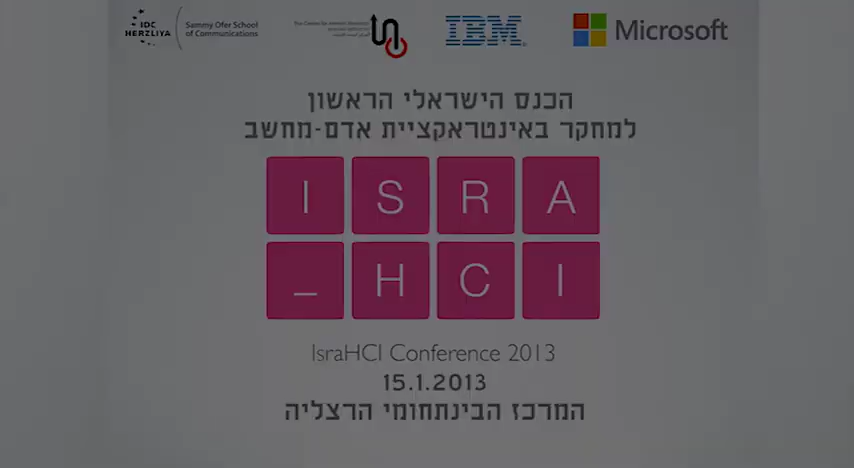 IDC
HERZLIYA
Sammy Ofer School
of Communications
IBM
Microsoft
הכנס הישראלי הראשון
למחקר באינטראקציית אדם-מחשב
I S R A
_ H C I
IsraHCI Conference 2013
15.1.2013
המרכז הבינתחומי הרצליה